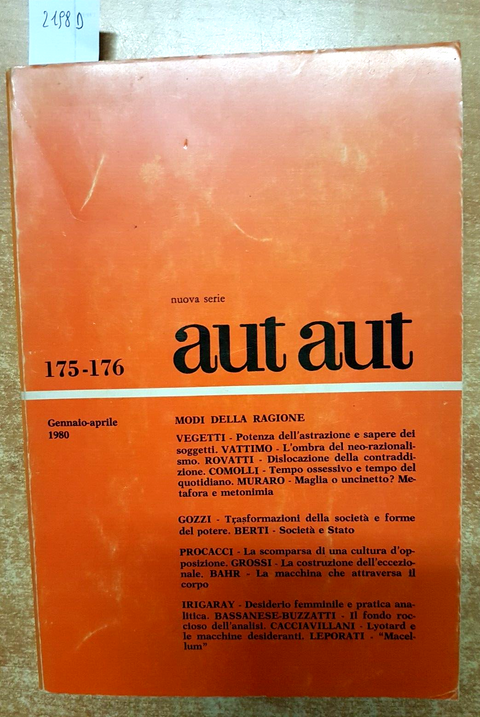 2198 D
nuova serie
aut aut
175-176
Gennaio-aprile
1980
MODI DELLA RAGIONE
VEGETTI - Potenza dell'astrazione e sapere dei
soggetti. VATTIMO - L'ombra del neo-razionali-
smo. ROVATTI - Dislocazione della contraddi-
zione. COMOLLI - Tempo ossessivo e tempo del
quotidiano. MURARO - Maglia o uncinetto? Me-
tafora e metonimia
GOZZI - Trasformazioni della società e forme
del potere. BERTI - Società e Stato
PROCACCI - La scomparsa di una cultura d'op-
posizione. GROSSI - La costruzione dell'eccezio-
nale. BAHR - La macchina che attraversa il
corpo
IRIGARAY - Desiderio femminile e pratica ana-
litica. BASSANESE-BUZZATTI - Il fondo roc-
cioso dell'analisi. CACCIAVILLANI - Lyotard e
le macchine desideranti. LEPORATI - "Macel-
lum"